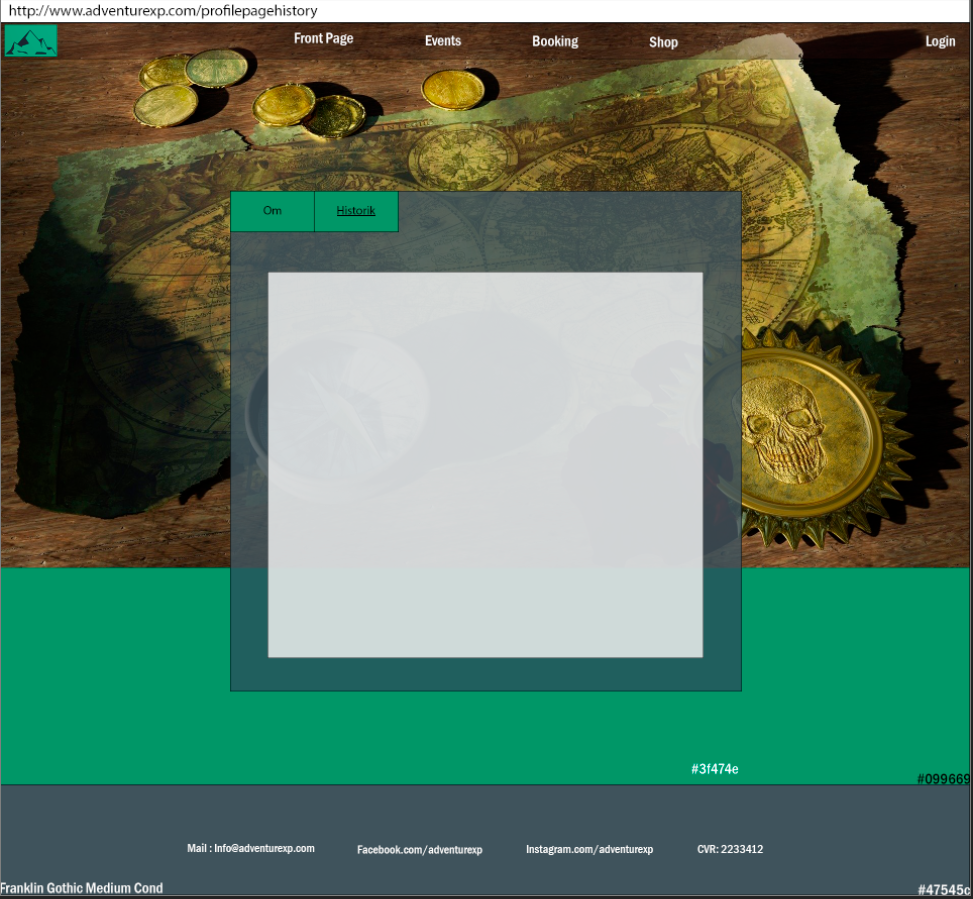 http://www.adventurexp.com/profilepagehistory
Front Page Events Booking Shop Login
Om Historik
#3f474e
#099669
Mail : Info@adventurexp.com Facebook.com/adventurexp Instagram.com/adventurexp CVR: 2233412
Franklin Gothic Medium Cond #47545c